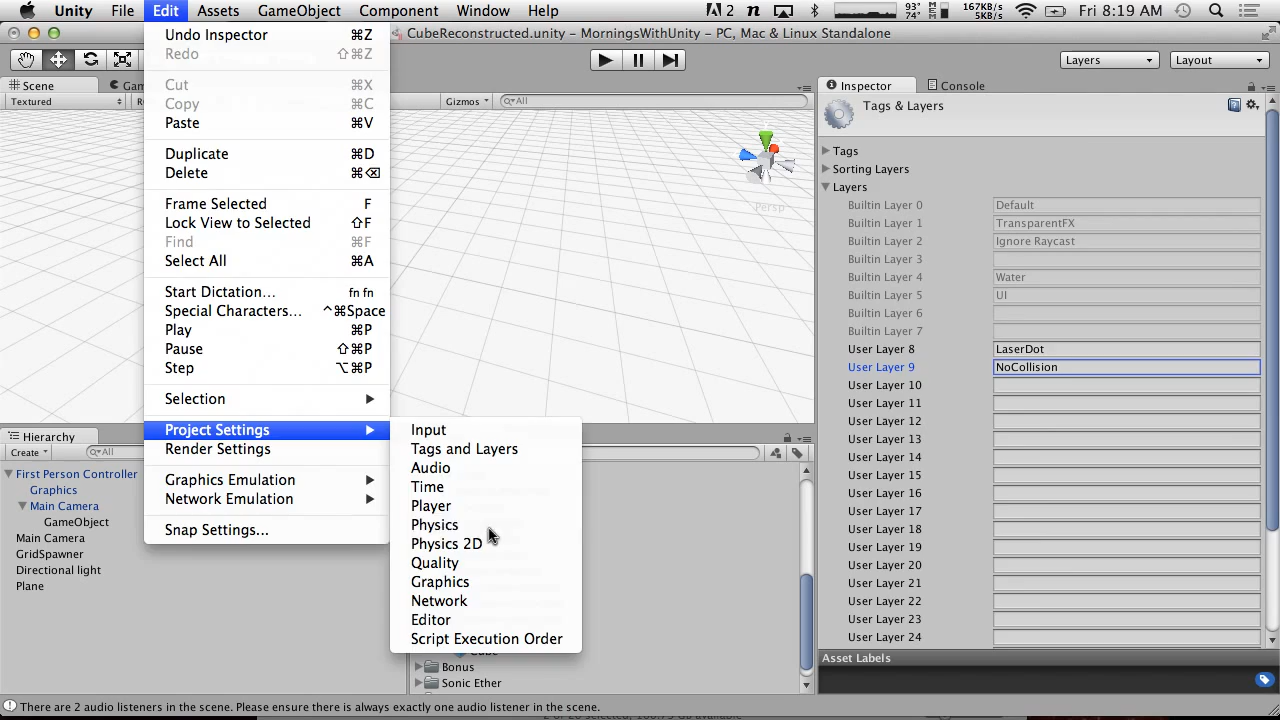 Unity File Edit Assets GameObject Component Window Help 2 93° 74° MEM 167KB/s 5KB/s Fri 8:19 AM
CubeReconstructed.unity - MorningsWithUnity - PC, Mac & Linux Standalone
Layers Layout
Scene
Textured
Gizmos All
Persp
Undo Inspector ⌘Z
Redo ⇧⌘Z
Cut ⌘X
Copy ⌘C
Paste ⌘V
Duplicate ⌘D
Delete ⌘⌫
Frame Selected F
Lock View to Selected ⇧F
Find ⌘F
Select All ⌘A
Start Dictation... fn fn
Special Characters... ^⌘Space
Play ⌘P
Pause ⇧⌘P
Step ⌥⌘P
Selection
Project Settings
Render Settings
Graphics Emulation
Network Emulation
Snap Settings...
Input
Tags and Layers
Audio
Time
Player
Physics
Physics 2D
Quality
Graphics
Network
Editor
Script Execution Order
Hierarchy
Create All
First Person Controller
Graphics
Main Camera
GameObject
Main Camera
GridSpawner
Directional light
Plane
Cube
Bonus
Sonic Ether
Inspector Console
Tags & Layers
Tags
Sorting Layers
Layers
Builtin Layer 0 Default
Builtin Layer 1 TransparentFX
Builtin Layer 2 Ignore Raycast
Builtin Layer 3
Builtin Layer 4 Water
Builtin Layer 5 UI
Builtin Layer 6
Builtin Layer 7
User Layer 8 LaserDot
User Layer 9 NoCollision
User Layer 10
User Layer 11
User Layer 12
User Layer 13
User Layer 14
User Layer 15
User Layer 16
User Layer 17
User Layer 18
User Layer 19
User Layer 20
User Layer 21
User Layer 22
User Layer 23
User Layer 24
Asset Labels
There are 2 audio listeners in the scene. Please ensure there is always exactly one audio listener in the scene.